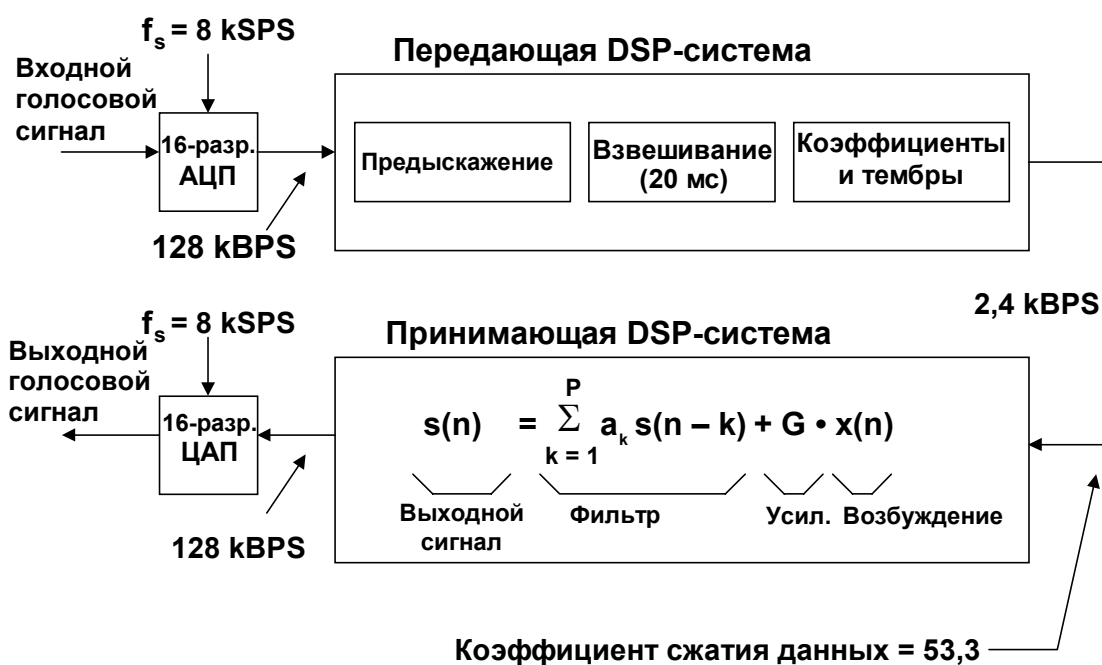 f_s = 8 kSPS
Передающая DSP-система
Входной
голосовой
сигнал
16-разр.
АЦП
Предыскажение
Взвешивание
(20 мс)
Коэффициенты
и тембры
128 kBPS
2,4 kBPS
f_s = 8 kSPS
Принимающая DSP-система
Выходной
голосовой
сигнал
16-разр.
ЦАП
P
s(n) = Σ a_k s(n – k) + G • x(n)
k = 1
Выходной
сигнал
Фильтр
Усил.
Возбуждение
128 kBPS
Коэффициент сжатия данных = 53,3